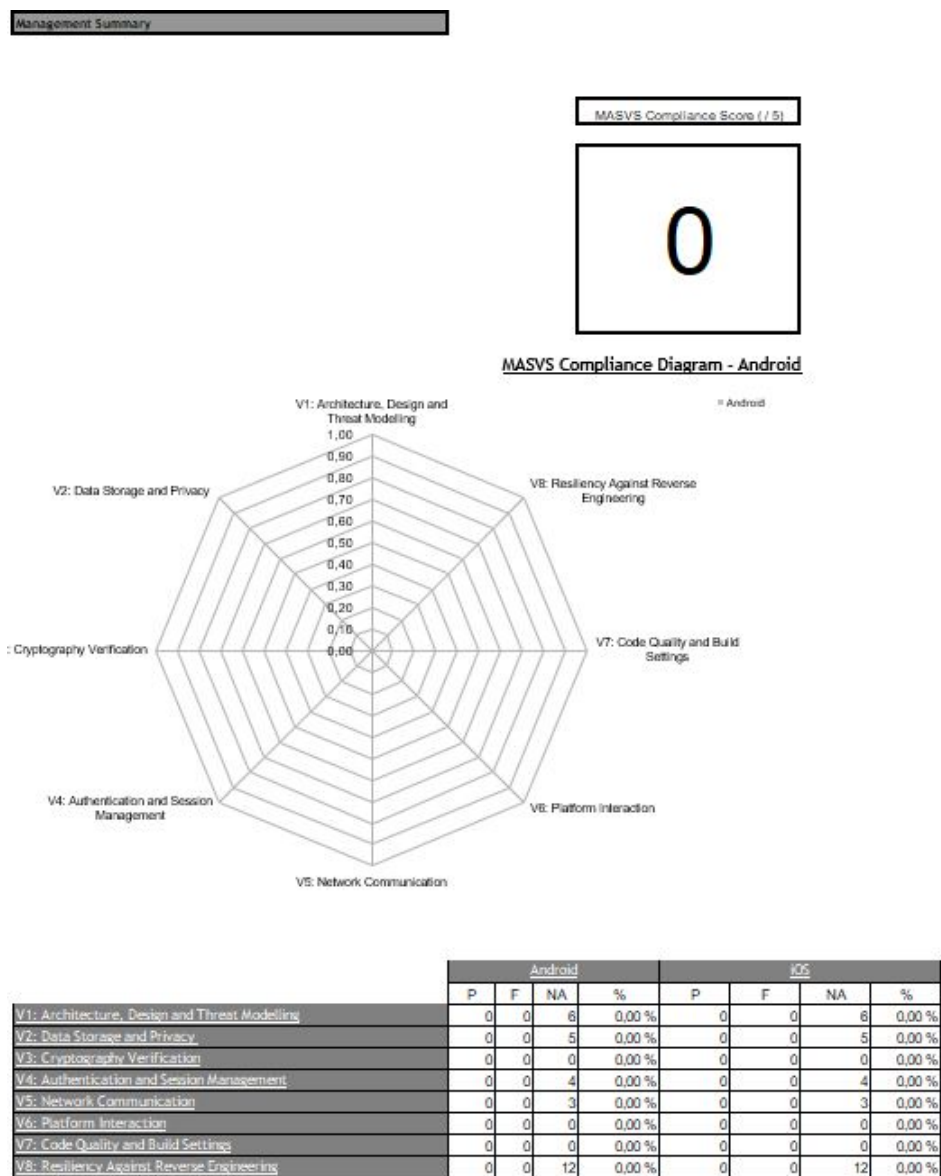 Management Summary
MASVS Compliance Score ( / 5)
0
MASVS Compliance Diagram - Android
Android
V1: Architecture, Design and
Threat Modelling
1,00
0,90
0,80
0,70
0,60
0,50
0,40
0,30
0,20
0,10
0,00
V8: Resiliency Against Reverse
Engineering
V2: Data Storage and Privacy
: Cryptography Verification
V7: Code Quality and Build
Settings
V4: Authentication and Session
Management
V6: Platform Interaction
V5: Network Communication
Android iOS
P F NA % P F NA %
V1: Architecture, Design and Threat Modelling 0 0 6 0,00 % 0 0 6 0,00 %
V2: Data Storage and Privacy 0 0 5 0,00 % 0 0 5 0,00 %
V3: Cryptography Verification 0 0 0 0,00 % 0 0 0 0,00 %
V4: Authentication and Session Management 0 0 4 0,00 % 0 0 4 0,00 %
V5: Network Communication 0 0 3 0,00 % 0 0 3 0,00 %
V6: Platform Interaction 0 0 0 0,00 % 0 0 0 0,00 %
V7: Code Quality and Build Settings 0 0 0 0,00 % 0 0 0 0,00 %
V8: Resiliency Against Reverse Engineering 0 0 12 0,00 % 0 0 12 0,00 %